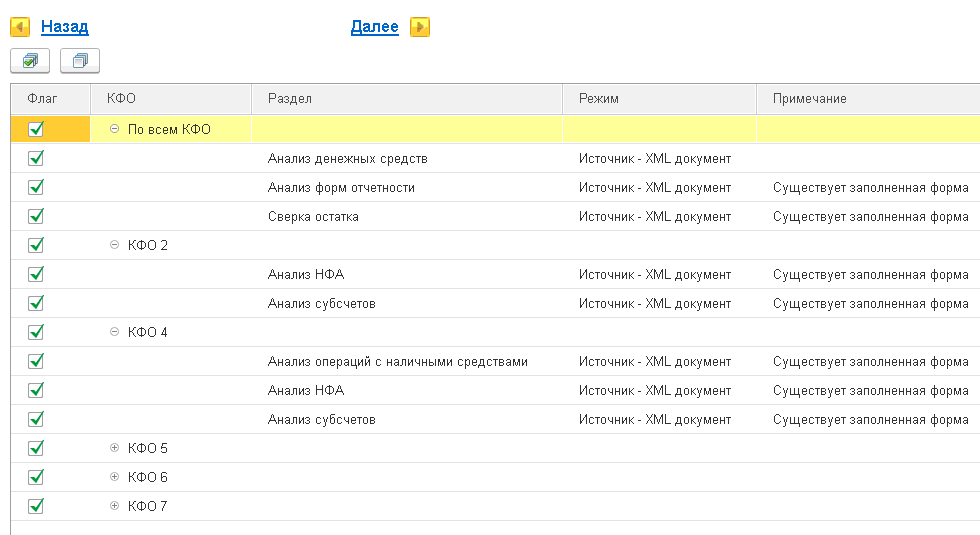 Назад Далее
Флаг КФО Раздел Режим Примечание
По всем КФО
Анализ денежных средств Источник - XML документ
Анализ форм отчетности Источник - XML документ Существует заполненная форма
Сверка остатка Источник - XML документ Существует заполненная форма
КФО 2
Анализ НФА Источник - XML документ Существует заполненная форма
Анализ субсчетов Источник - XML документ Существует заполненная форма
КФО 4
Анализ операций с наличными средствами Источник - XML документ Существует заполненная форма
Анализ НФА Источник - XML документ Существует заполненная форма
Анализ субсчетов Источник - XML документ Существует заполненная форма
КФО 5
КФО 6
КФО 7